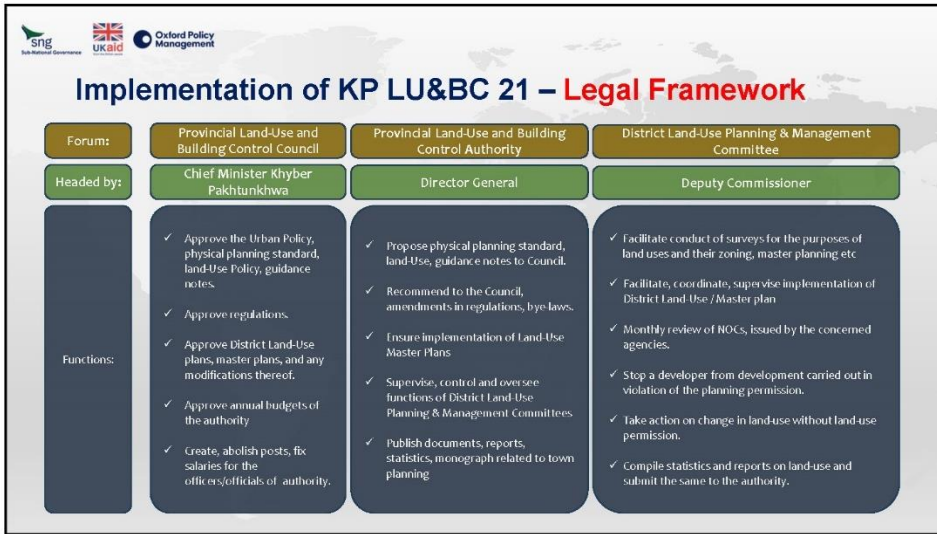 sng
Sub-National Governance
UKaid
Oxford Policy
Management
Implementation of KP LU&BC 21 – Legal Framework
Forum:
Provincial Land-Use and
Building Control Council
Provincial Land-Use and Building
Control Authority
District Land-Use Planning & Management
Committee
Headed by:
Chief Minister Khyber
Pakhtunkhwa
Director General
Deputy Commissioner
Functions:
✓ Approve the Urban Policy,
physical planning standard,
land-Use Policy, guidance
notes.
✓ Approve regulations.
✓ Approve District Land-Use
plans, master plans, and any
modifications thereof.
✓ Approve annual budgets of
the authority
✓ Create, abolish posts, fix
salaries for the
officers/officials of authority.
✓ Propose physical planning standard,
land-Use, guidance notes to Council.
✓ Recommend to the Council,
amendments in regulations, bye-laws.
✓ Ensure implementation of Land-Use
Master Plans
✓ Supervise, control and oversee
functions of District Land-Use
Planning & Management Committees
✓ Publish documents, reports,
statistics, monograph related to town
planning
✓ Facilitate conduct of surveys for the purposes of
land uses and their zoning, master planning etc
✓ Facilitate, coordinate, supervise implementation of
District Land-Use / Master plan
✓ Monthly review of NOCs, issued by the concerned
agencies.
✓ Stop a developer from development carried out in
violation of the planning permission.
✓ Take action on change in land-use without land-use
permission.
✓ Compile statistics and reports on land-use and
submit the same to the authority.